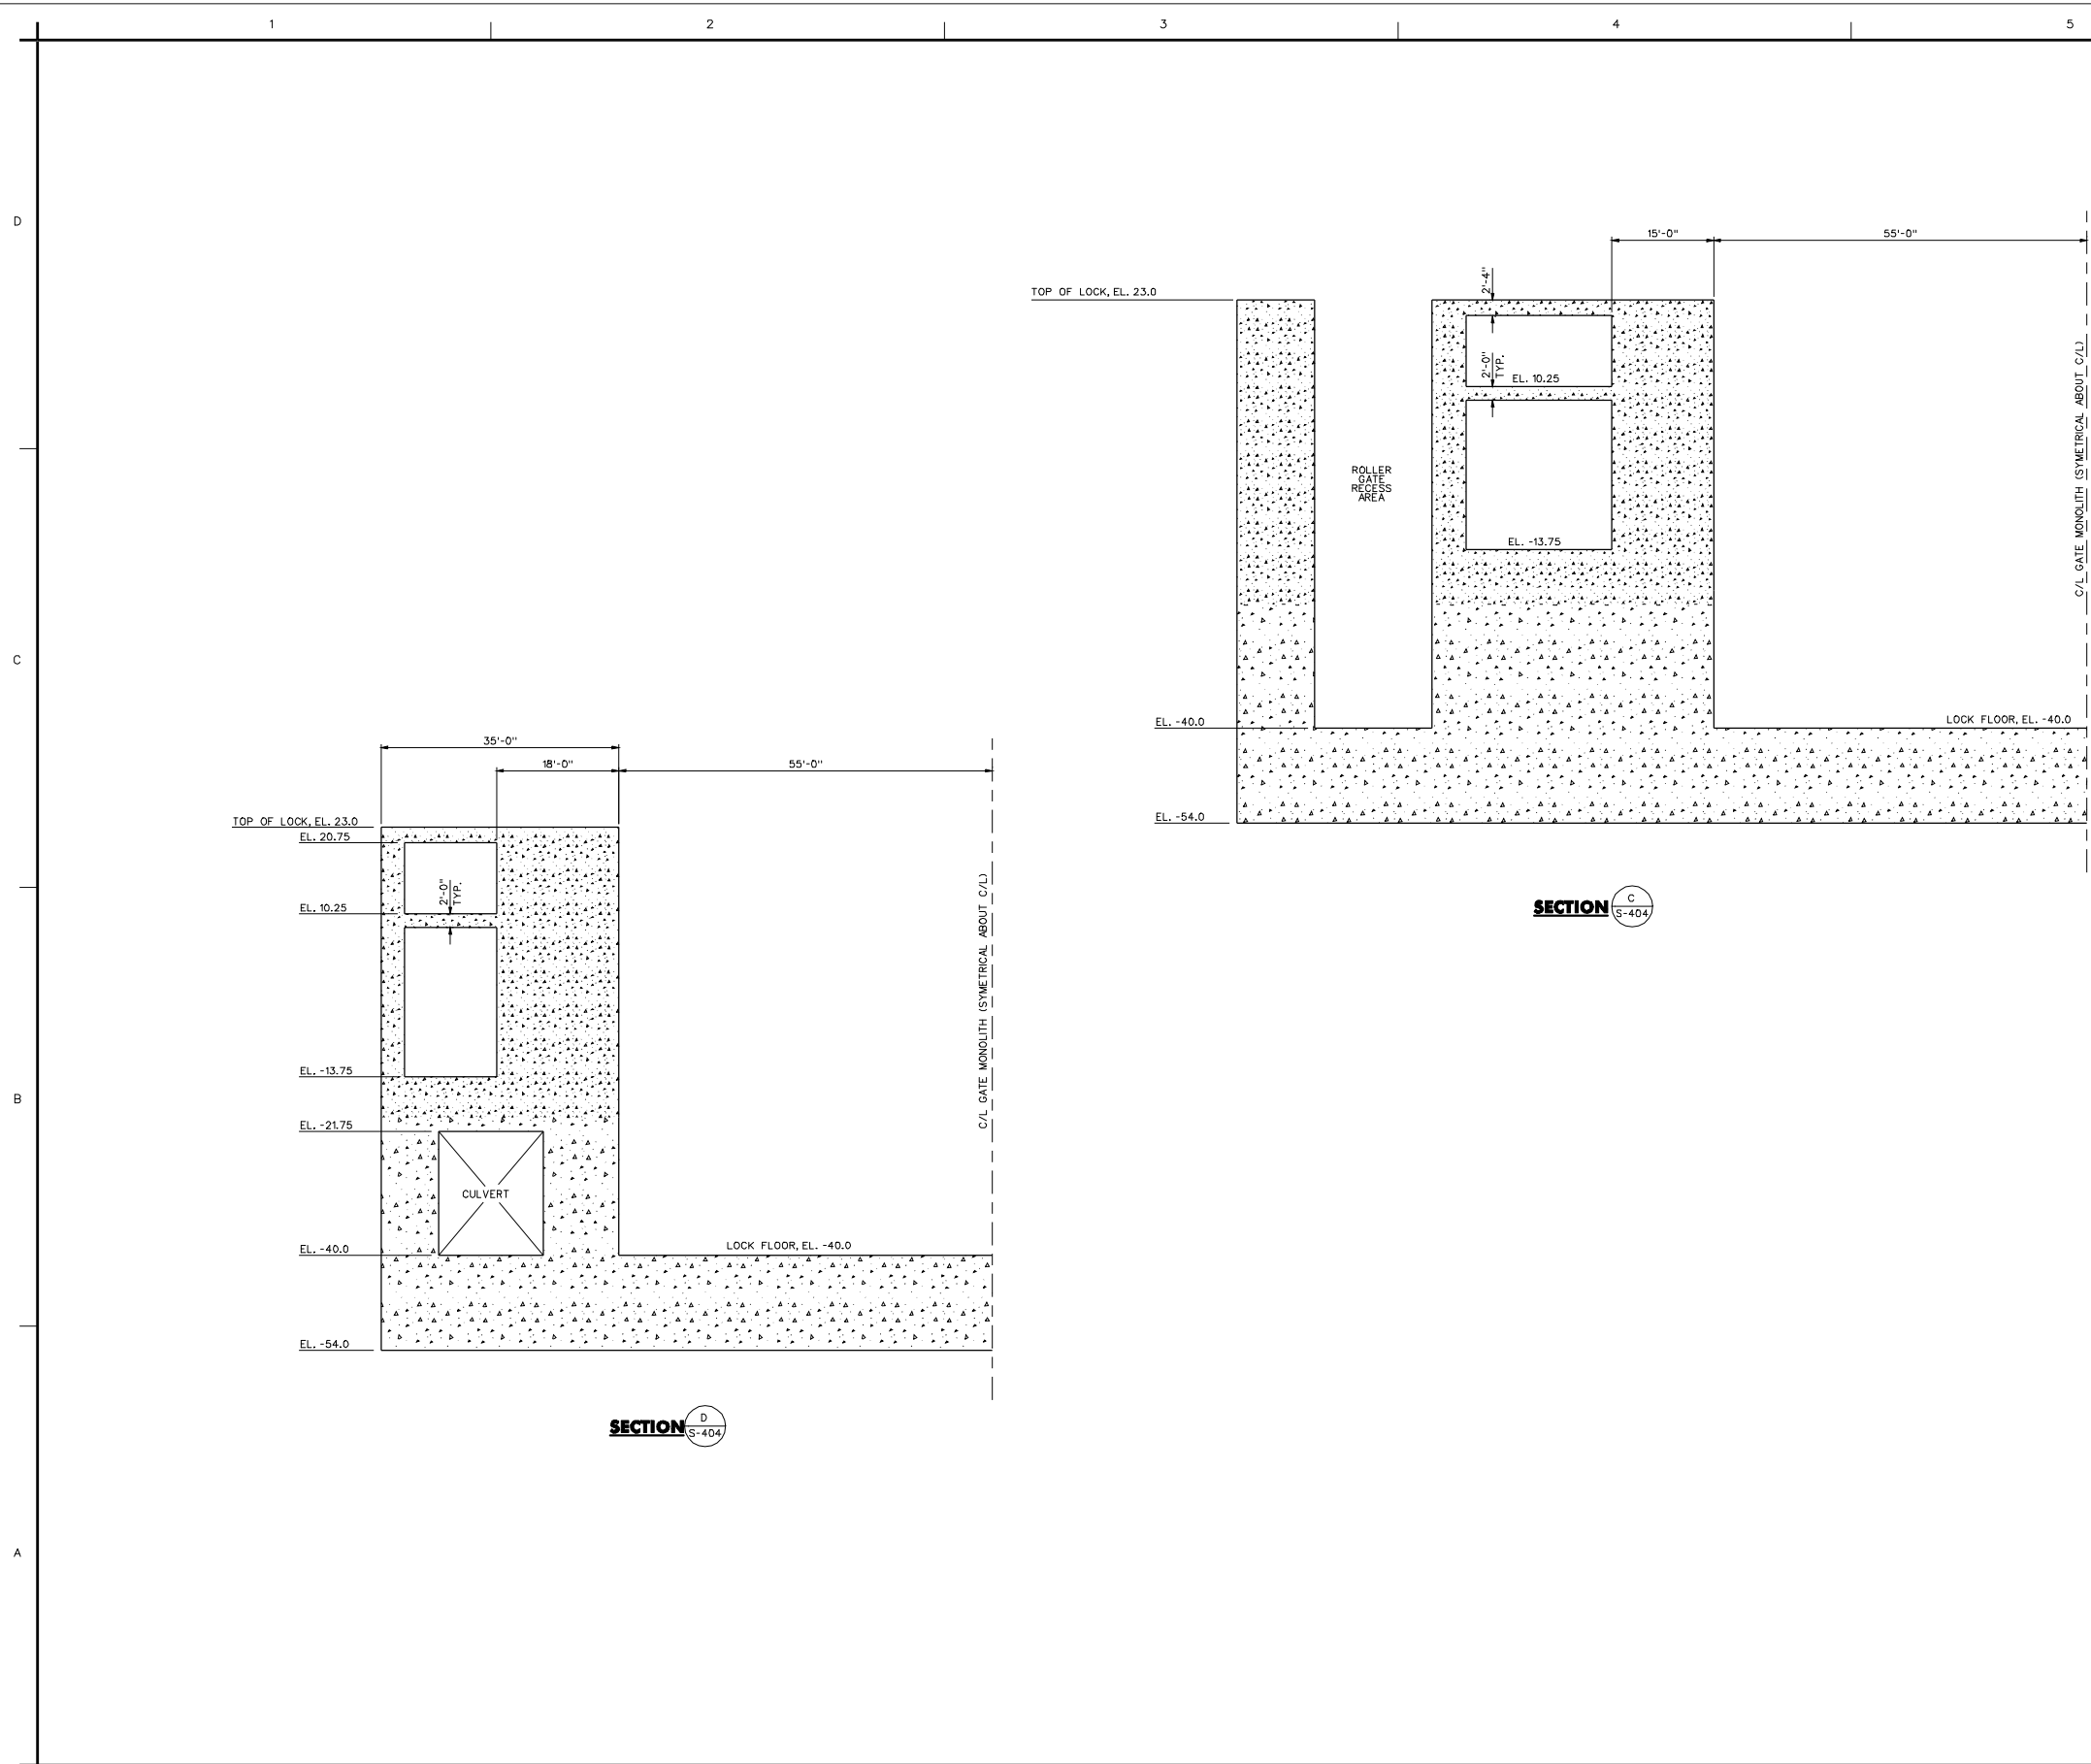 1
2
3
4
5
D
C
B
A
15'-0"
55'-0"
2'-4"
TOP OF LOCK, EL. 23.0
2'-0"
TYP.
EL. 10.25
ROLLER
GATE
RECESS
AREA
EL. -13.75
C/L GATE MONOLITH (SYMETRICAL ABOUT C/L)
EL. -40.0
LOCK FLOOR, EL. -40.0
EL. -54.0
SECTION
C
S-404
35'-0"
18'-0"
55'-0"
TOP OF LOCK, EL. 23.0
EL. 20.75
2'-0"
TYP.
EL. 10.25
C/L GATE MONOLITH (SYMETRICAL ABOUT C/L)
EL. -13.75
EL. -21.75
CULVERT
EL. -40.0
LOCK FLOOR, EL. -40.0
EL. -54.0
SECTION
D
S-404